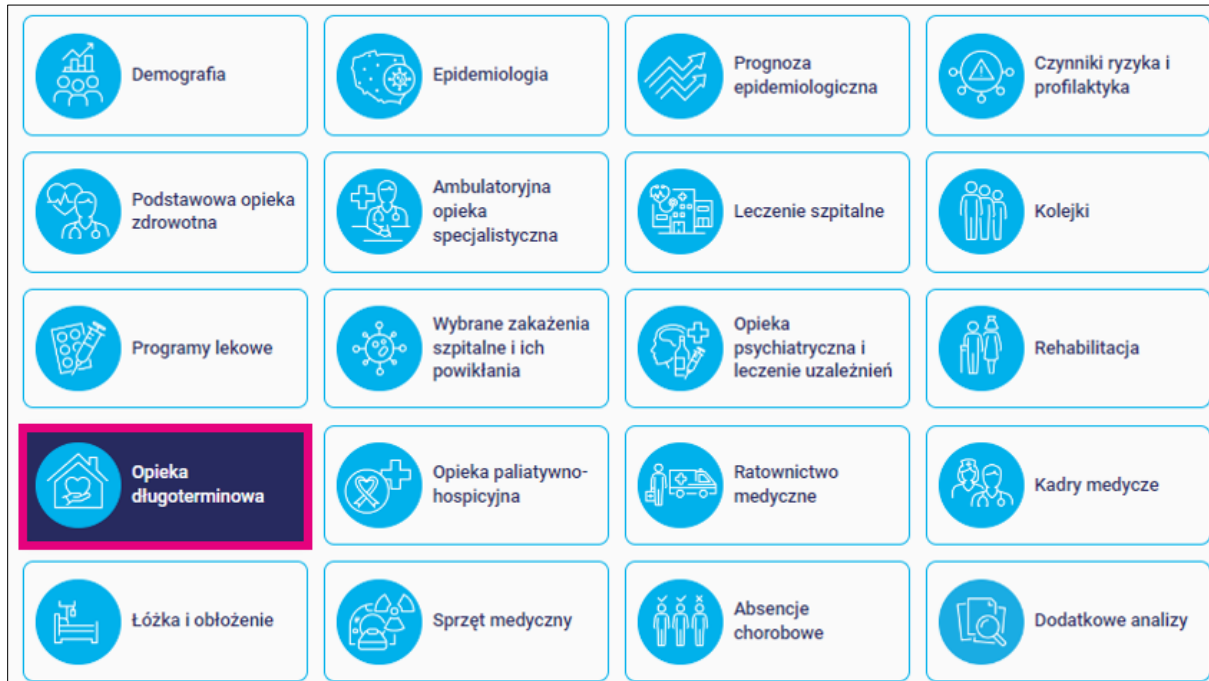 Demografia
Epidemiologia
Prognoza
epidemiologiczna
Czynniki ryzyka i
profilaktyka
Podstawowa opieka
zdrowotna
Ambulatoryjna
opieka
specjalistyczna
Leczenie szpitalne
Kolejki
Programy lekowe
Wybrane zakażenia
szpitalne i ich
powikłania
Opieka
psychiatryczna i
leczenie uzależnień
Rehabilitacja
Opieka
długoterminowa
Opieka paliatywno-
hospicyjna
Ratownictwo
medyczne
Kadry medycze
Łóżka i obłożenie
Sprzęt medyczny
Absencje
chorobowe
Dodatkowe analizy